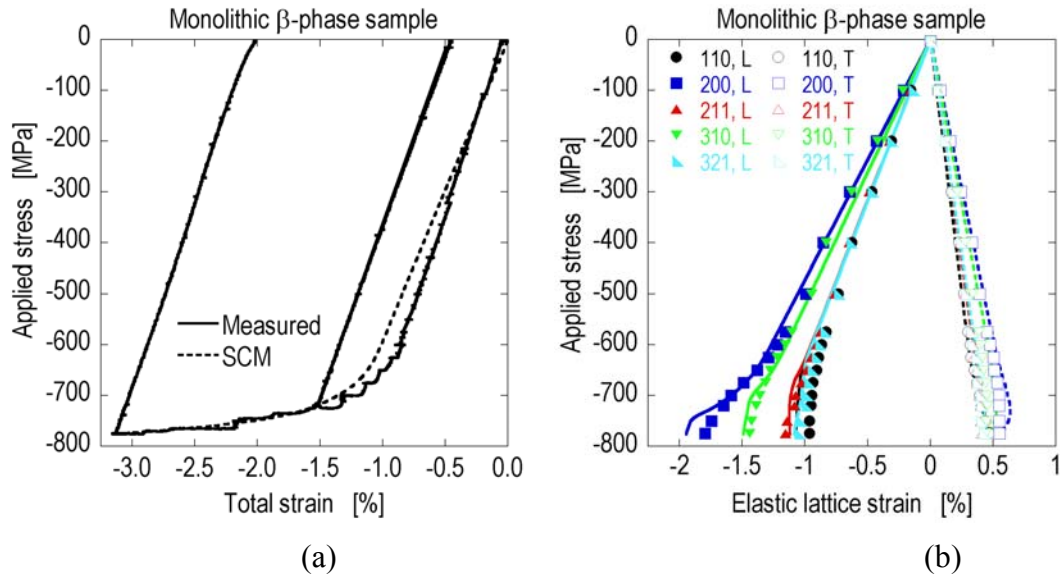 Monolithic β-phase sample
0
-100
-200
-300
-400
-500
-600
-700
-800
Applied stress [MPa]
Measured
SCM
-3.0 -2.5 -2.0 -1.5 -1.0 -0.5 0.0
Total strain [%]
(a)
Monolithic β-phase sample
0
-100
-200
-300
-400
-500
-600
-700
-800
Applied stress [MPa]
110, L 110, T
200, L 200, T
211, L 211, T
310, L 310, T
321, L 321, T
-2 -1.5 -1 -0.5 0 0.5 1
Elastic lattice strain [%]
(b)